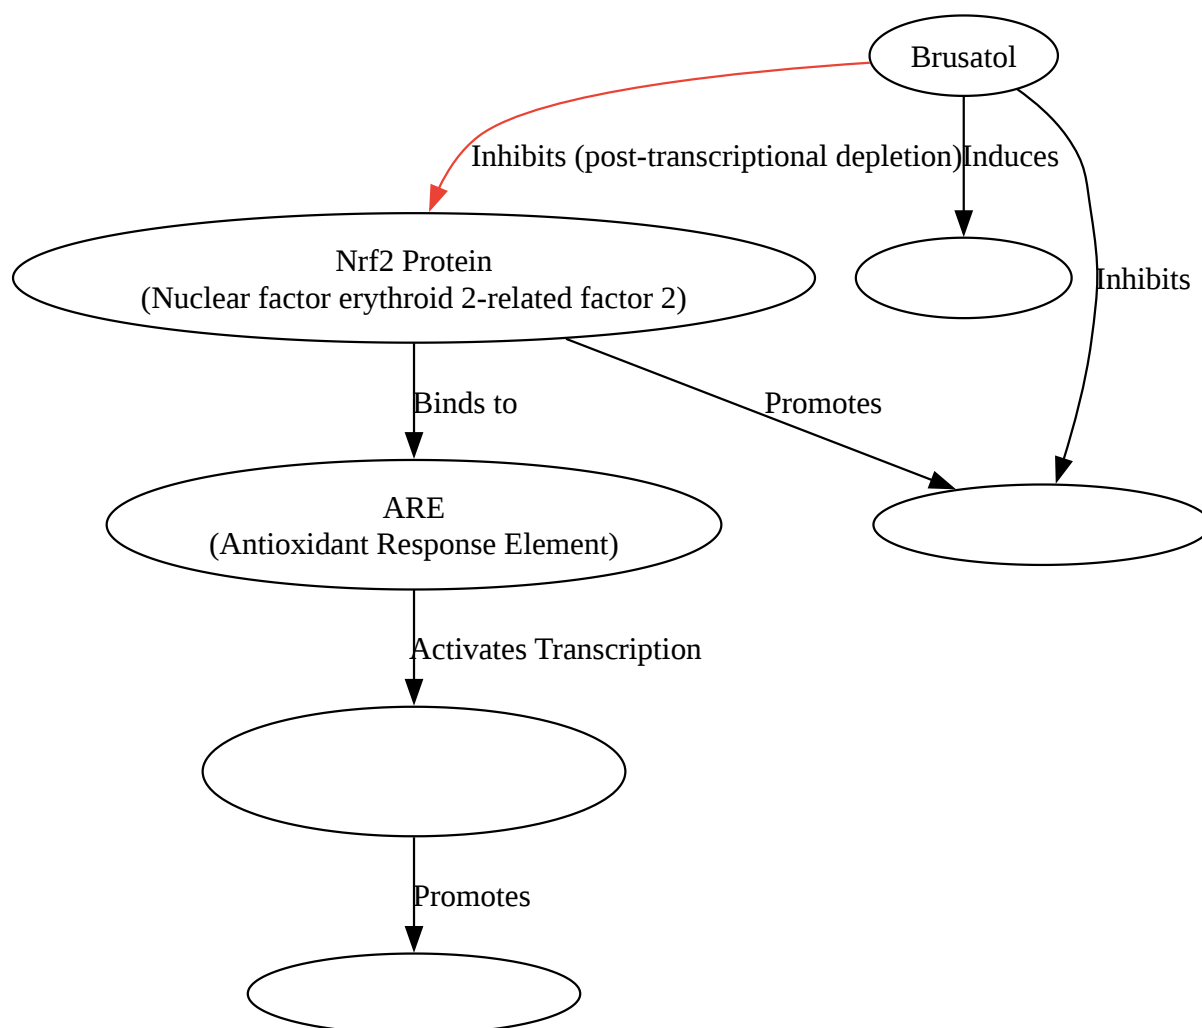 Brusatol
Inhibits (post-transcriptional depletion)
Induces
Nrf2 Protein
(Nuclear factor erythroid 2-related factor 2)
Inhibits
Binds to
Promotes
ARE
(Antioxidant Response Element)
Activates Transcription
Promotes